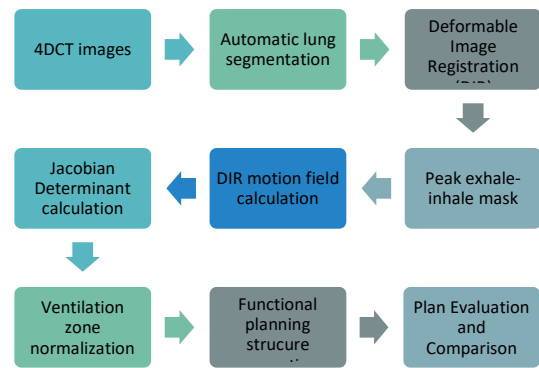 4DCT images
Automatic lung
segmentation
Deformable
Image
Registration
(DIR)
Peak exhale-
inhale mask
DIR motion field
calculation
Jacobian
Determinant
calculation
Ventilation
zone
normalization
Functional
planning
strucure
Plan Evaluation
and
Comparison